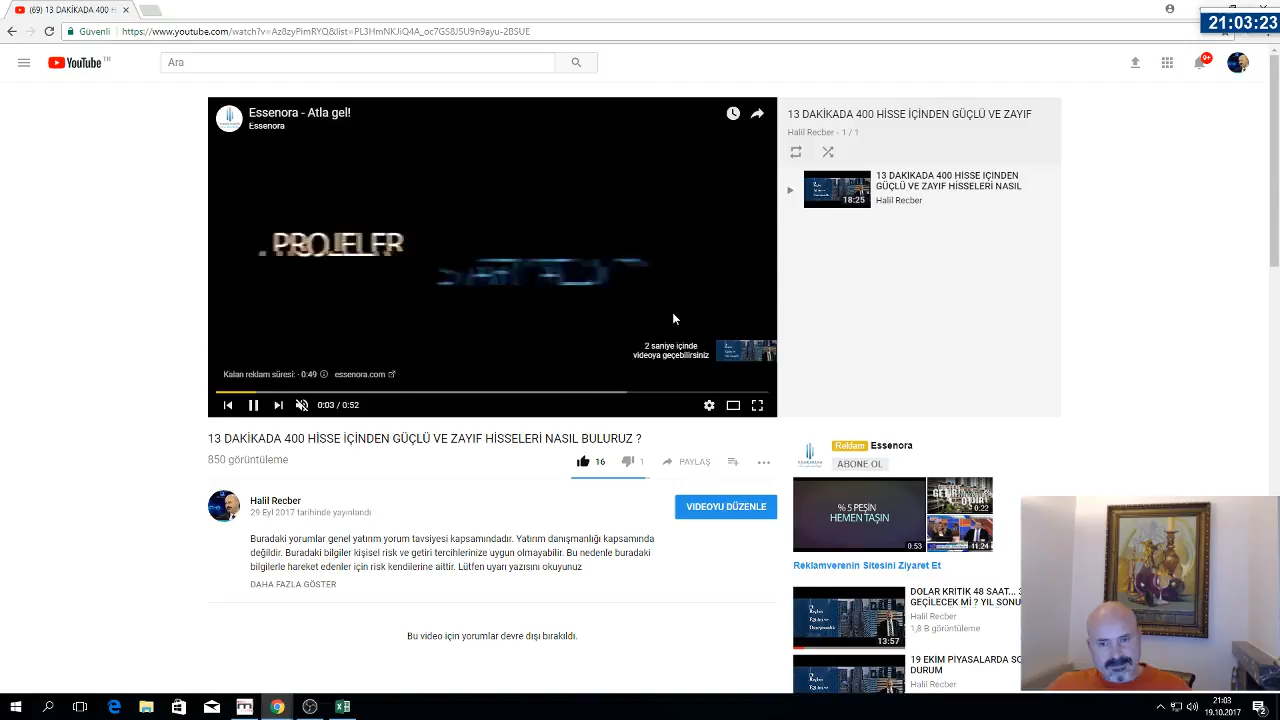 (69) 13 DAKİKADA 400 H
21:03:23
Güvenli
https://www.youtube.com/watch?v=Az8zyPimRYQ&list=PL3HmNKJiQ4A_oc7GS8J5U9n9ayu-2BSUE
YouTube TR
Ara
9+
Essenora - Atla gel!
Essenora
PROJELER
2 saniye içinde
videoya geçebilirsiniz
Kalan reklam süresi: · 0:49
essenora.com
0:03 / 0:52
13 DAKİKADA 400 HİSSE İÇİNDEN GÜÇLÜ VE ZAYIF
Halil Recber - 1 / 1
13 DAKİKADA 400 HİSSE İÇİNDEN
GÜÇLÜ VE ZAYIF HİSSELERİ NASIL
Halil Recber
18:25
13 DAKİKADA 400 HİSSE İÇİNDEN GÜÇLÜ VE ZAYIF HİSSELERİ NASIL BULURUZ ?
850 görüntüleme
16
1
PAYLAŞ
Halil Recber
29 Eyl 2017 tarihinde yayınlandı
VIDEOYU DÜZENLE
Buradaki yorumlar genel yatırım yorum tavsiyesi kapsamındadır. Yatırım danışmanlığı kapsamında
değildir. Buradaki bilgiler kişisel risk ve getiri tercihlerinize uygun olmayabilir. Bu nedenle buradaki
bilgilerle hareket edenler için risk kendilerine aittir. Lütfen uyarı yazısını okuyunuz
DAHA FAZLA GÖSTER
Bu video için yorumlar devre dışı bırakıldı.
Reklam Essenora
ABONE OL
% 5 PEŞİN
HEMEN TAŞIN
0:53
0:22
11:24
Reklamverenin Sitesini Ziyaret Et
DOLAR KRITIK 48 SAAT... 3
GEÇİLECEK Mİ ? YIL SONU
Halil Recber
1,8 B görüntüleme
13:57
19 EKİM PİYASALARDA SO
DURUM
Halil Recber
21:03
19.10.2017
2